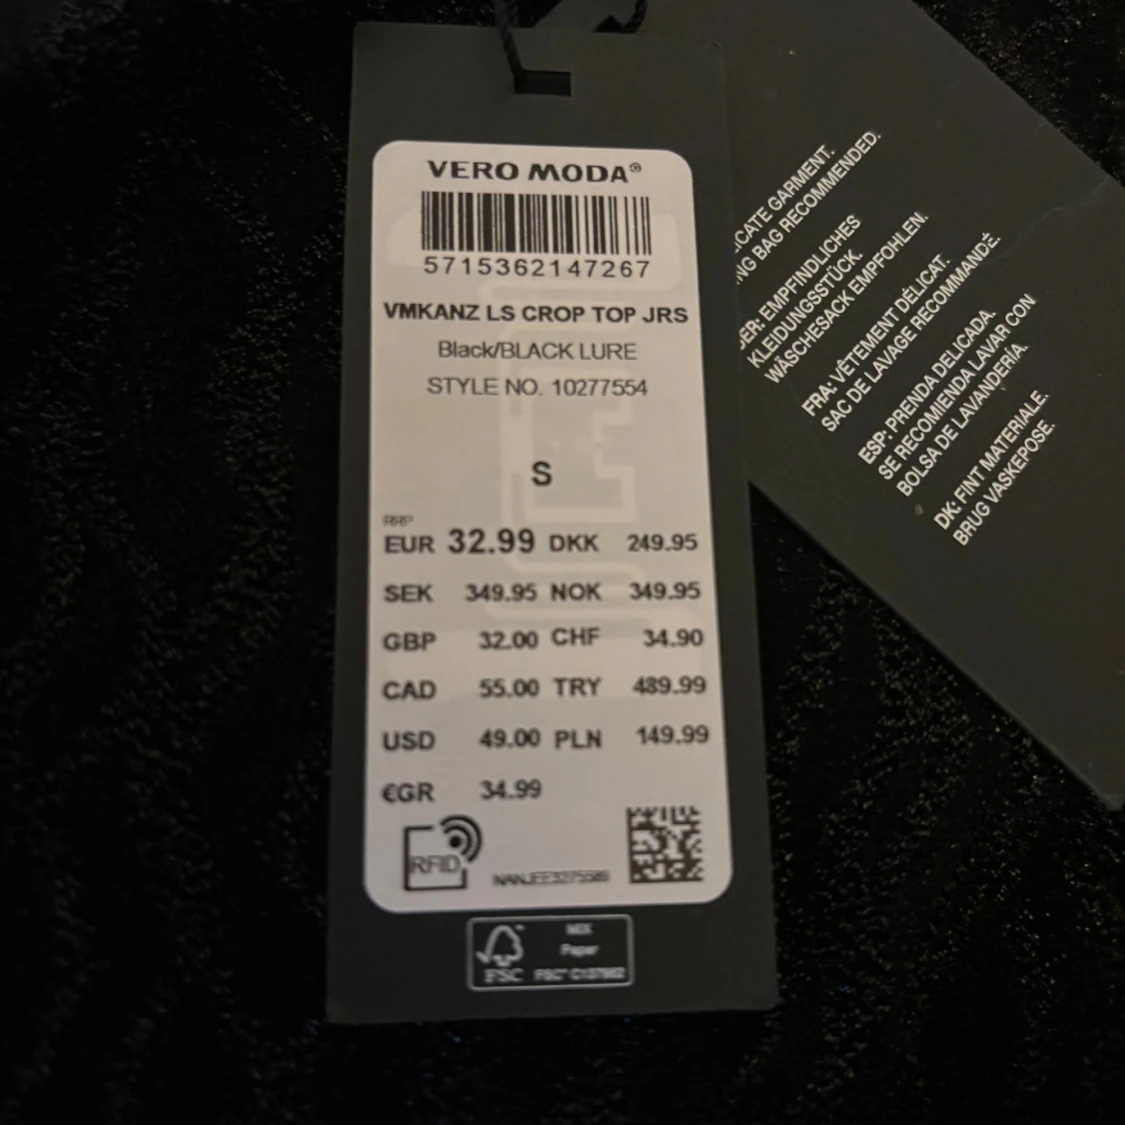 VERO MODA®
5715362147267
VMKANZ LS CROP TOP JRS
Black/BLACK LURE
STYLE NO. 10277554
S
RRP
EUR 32.99 DKK 249.95
SEK 349.95 NOK 349.95
GBP 32.00 CHF 34.90
CAD 55.00 TRY 489.99
USD 49.00 PLN 149.99
€GR 34.99
RFID
MIX
Paper
FSC
ICATE GARMENT.
NG BAG RECOMMENDED.
GER: EMPFINDLICHES
KLEIDUNGSSTÜCK.
WÄSCHESACK EMPFOHLEN.
FRA: VÊTEMENT DÉLICAT.
SAC DE LAVAGE RECOMMANDÉ.
ESP: PRENDA DELICADA.
SE RECOMIENDA LAVAR CON
BOLSA DE LAVANDERÍA.
DK: FINT MATERIALE.
BRUG VASKEPOSE.